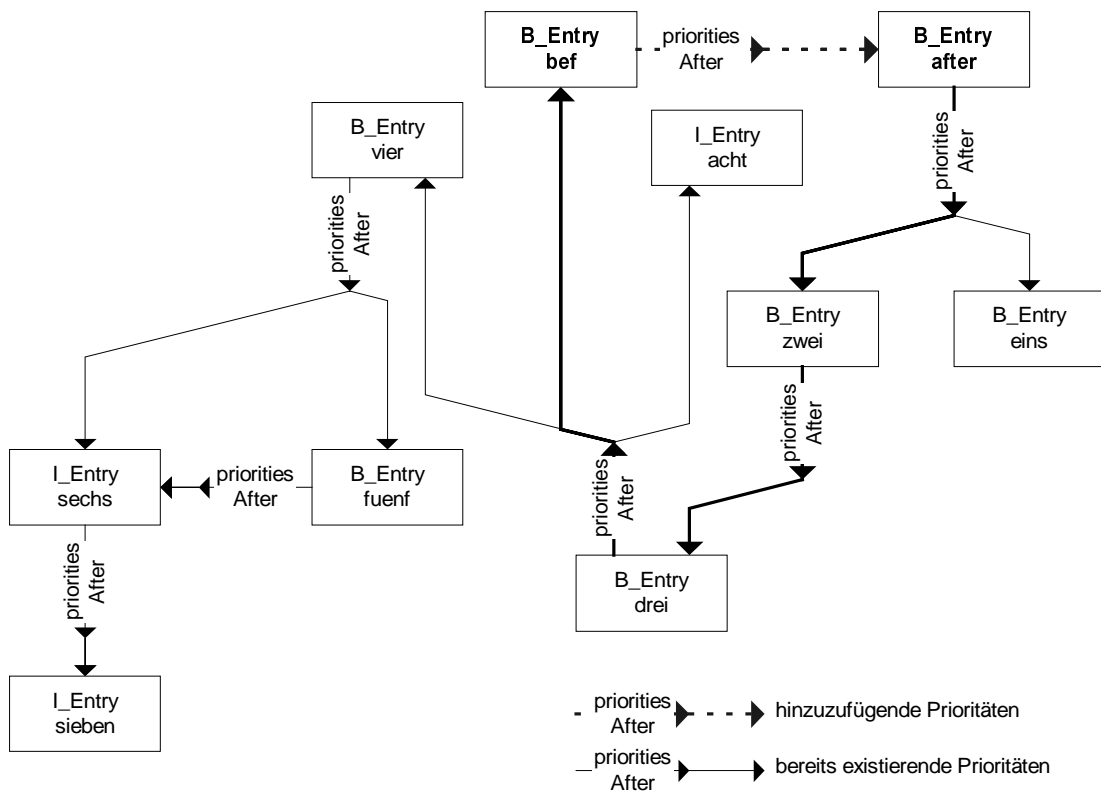 B_Entry
bef
priorities
After
B_Entry
after
B_Entry
vier
I_Entry
acht
priorities
After
priorities
After
B_Entry
zwei
B_Entry
eins
priorities
After
I_Entry
sechs
priorities
After
B_Entry
fuenf
priorities
After
priorities
After
B_Entry
drei
I_Entry
sieben
priorities
After
hinzuzufügende Prioritäten
priorities
After
bereits existierende Prioritäten